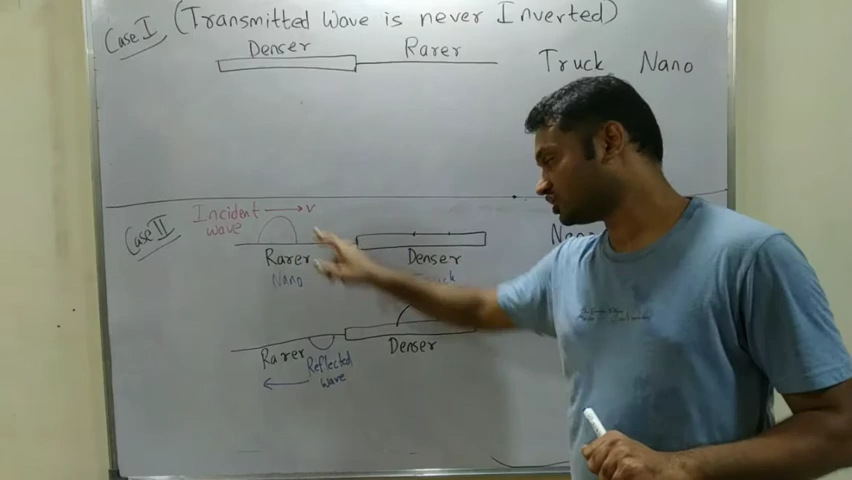 Case I (Transmitted Wave is never Inverted)
Denser Rarer
Truck Nano
Case II
Incident wave → v
Rarer Denser
Nano Truck
Rarer Denser
Reflected wave